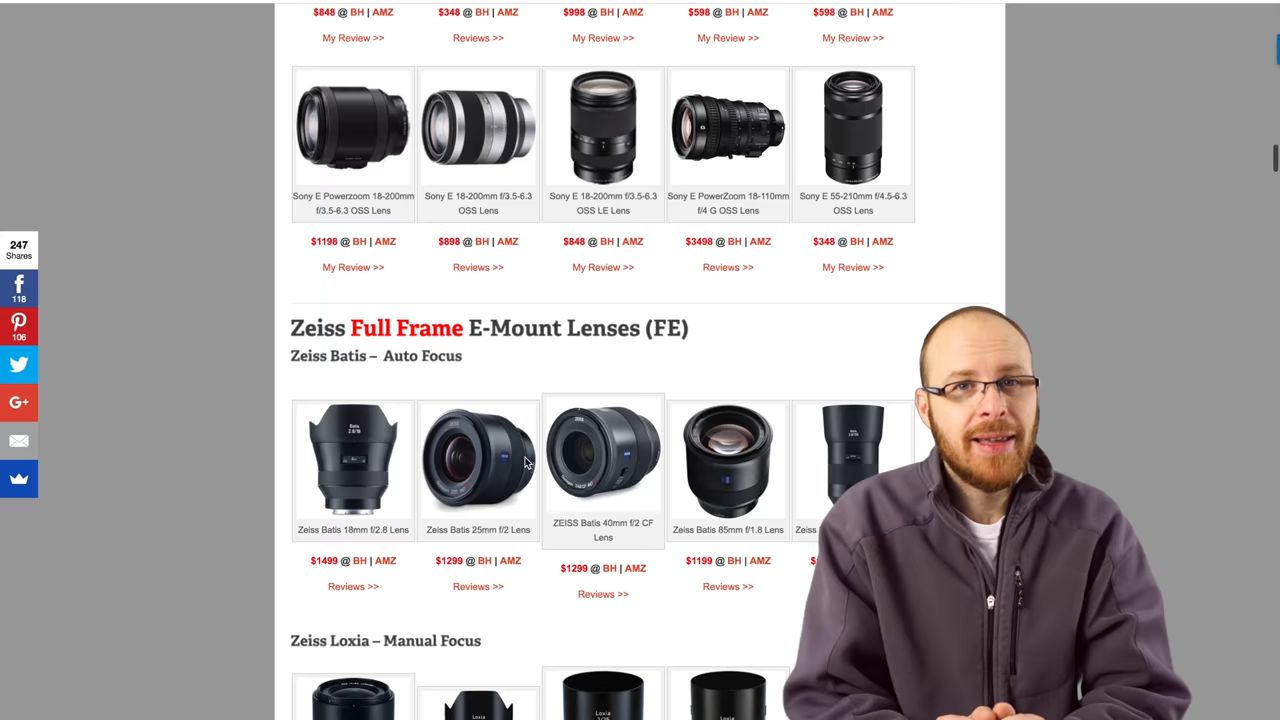 $848 @ BH | AMZ
$348 @ BH | AMZ
$998 @ BH | AMZ
$598 @ BH | AMZ
$598 @ BH | AMZ
My Review >>
Reviews >>
My Review >>
My Review >>
My Review >>
Sony E Powerzoom 18-200mm
f/3.5-6.3 OSS Lens
Sony E 18-200mm f/3.5-6.3
OSS Lens
Sony E 18-200mm f/3.5-6.3
OSS LE Lens
Sony E PowerZoom 18-110mm
f/4 G OSS Lens
Sony E 55-210mm f/4.5-6.3
OSS Lens
$1198 @ BH | AMZ
$898 @ BH | AMZ
$848 @ BH | AMZ
$3498 @ BH | AMZ
$348 @ BH | AMZ
My Review >>
Reviews >>
My Review >>
Reviews >>
My Review >>
247
Shares
118
106
G+
Zeiss Full Frame E-Mount Lenses (FE)
Zeiss Batis – Auto Focus
Batis
2.8/18
Zeiss Batis 18mm f/2.8 Lens
Zeiss Batis 25mm f/2 Lens
ZEISS Batis 40mm f/2 CF
Lens
Zeiss Batis 85mm f/1.8 Lens
Zeiss
$1499 @ BH | AMZ
$1299 @ BH | AMZ
$1299 @ BH | AMZ
$1199 @ BH | AMZ
Reviews >>
Reviews >>
Reviews >>
Reviews >>
Zeiss Loxia – Manual Focus
Loxia
Loxia
Loxia